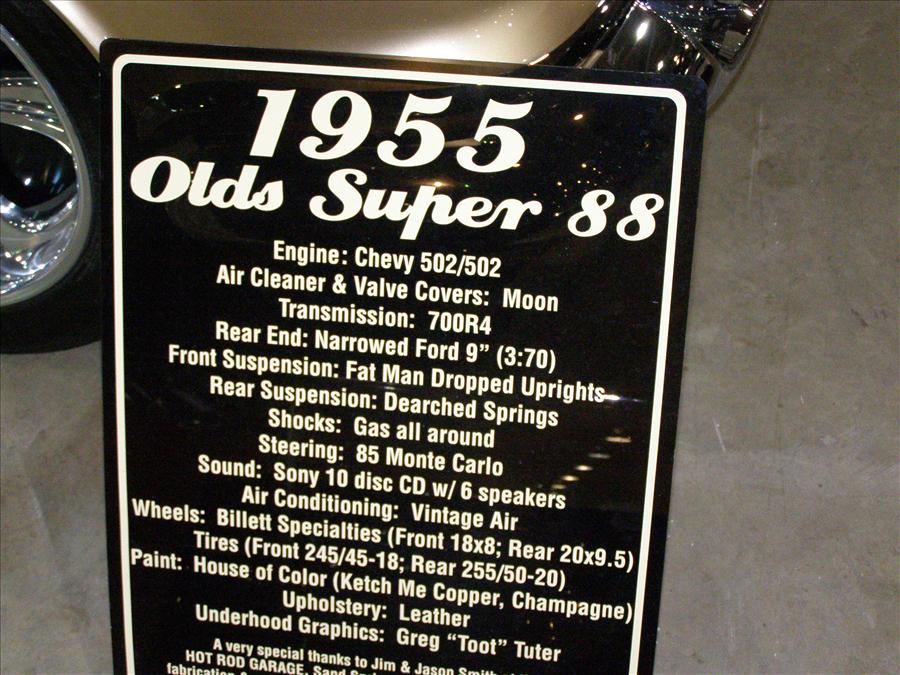 1955
Olds Super 88
Engine: Chevy 502/502
Air Cleaner & Valve Covers: Moon
Transmission: 700R4
Rear End: Narrowed Ford 9" (3:70)
Front Suspension: Fat Man Dropped Uprights
Rear Suspension: Dearched Springs
Shocks: Gas all around
Steering: 85 Monte Carlo
Sound: Sony 10 disc CD w/ 6 speakers
Air Conditioning: Vintage Air
Wheels: Billett Specialties (Front 18x8; Rear 20x9.5)
Tires (Front 245/45-18; Rear 255/50-20)
Paint: House of Color (Ketch Me Copper, Champagne)
Upholstery: Leather
Underhood Graphics: Greg "Toot" Tuter
A very special thanks to Jim & Jason Smith
HOT ROD GARAGE, Sand